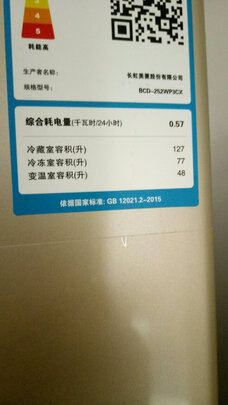 3
4
5
耗能高
生产者名称： 长虹美菱股份有限公司
规格型号： BCD-252WP3CX
综合耗电量(千瓦时/24小时) 0.57
冷藏室容积(升) 127
冷冻室容积(升) 77
变温室容积(升) 48
依据国家标准: GB 12021.2-2015